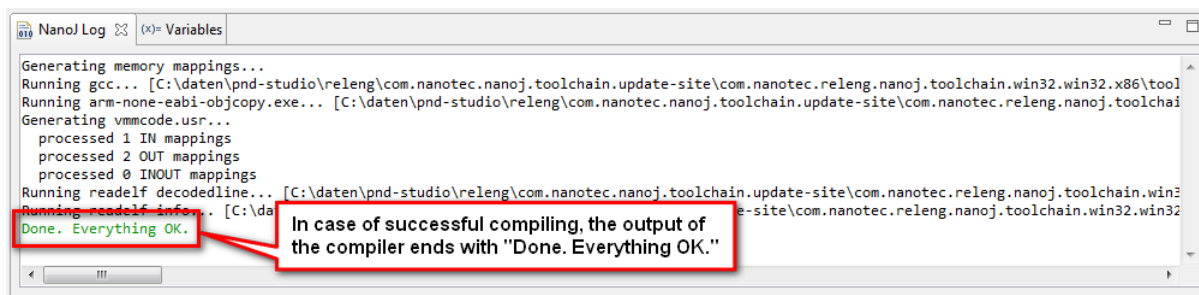 NanoJ Log (x)= Variables
Generating memory mappings...
Running gcc... [C:\daten\pnd-studio\releng\com.nanotec.nanoj.toolchain.update-site\com.nanotec.releng.nanoj.toolchain.win32.win32.x86\tool
Running arm-none-eabi-objcopy.exe... [C:\daten\pnd-studio\releng\com.nanotec.nanoj.toolchain.update-site\com.nanotec.releng.nanoj.toolchai
Generating vmmcode.usr...
processed 1 IN mappings
processed 2 OUT mappings
processed 0 INOUT mappings
Running readelf decodedline... [C:\daten\pnd-studio\releng\com.nanotec.nanoj.toolchain.update-site\com.nanotec.releng.nanoj.toolchain.win3
Running readelf info... [C:\da e-site\com.nanotec.releng.nanoj.toolchain.win32.win32
Done. Everything OK.
In case of successful compiling, the output of
the compiler ends with "Done. Everything OK."